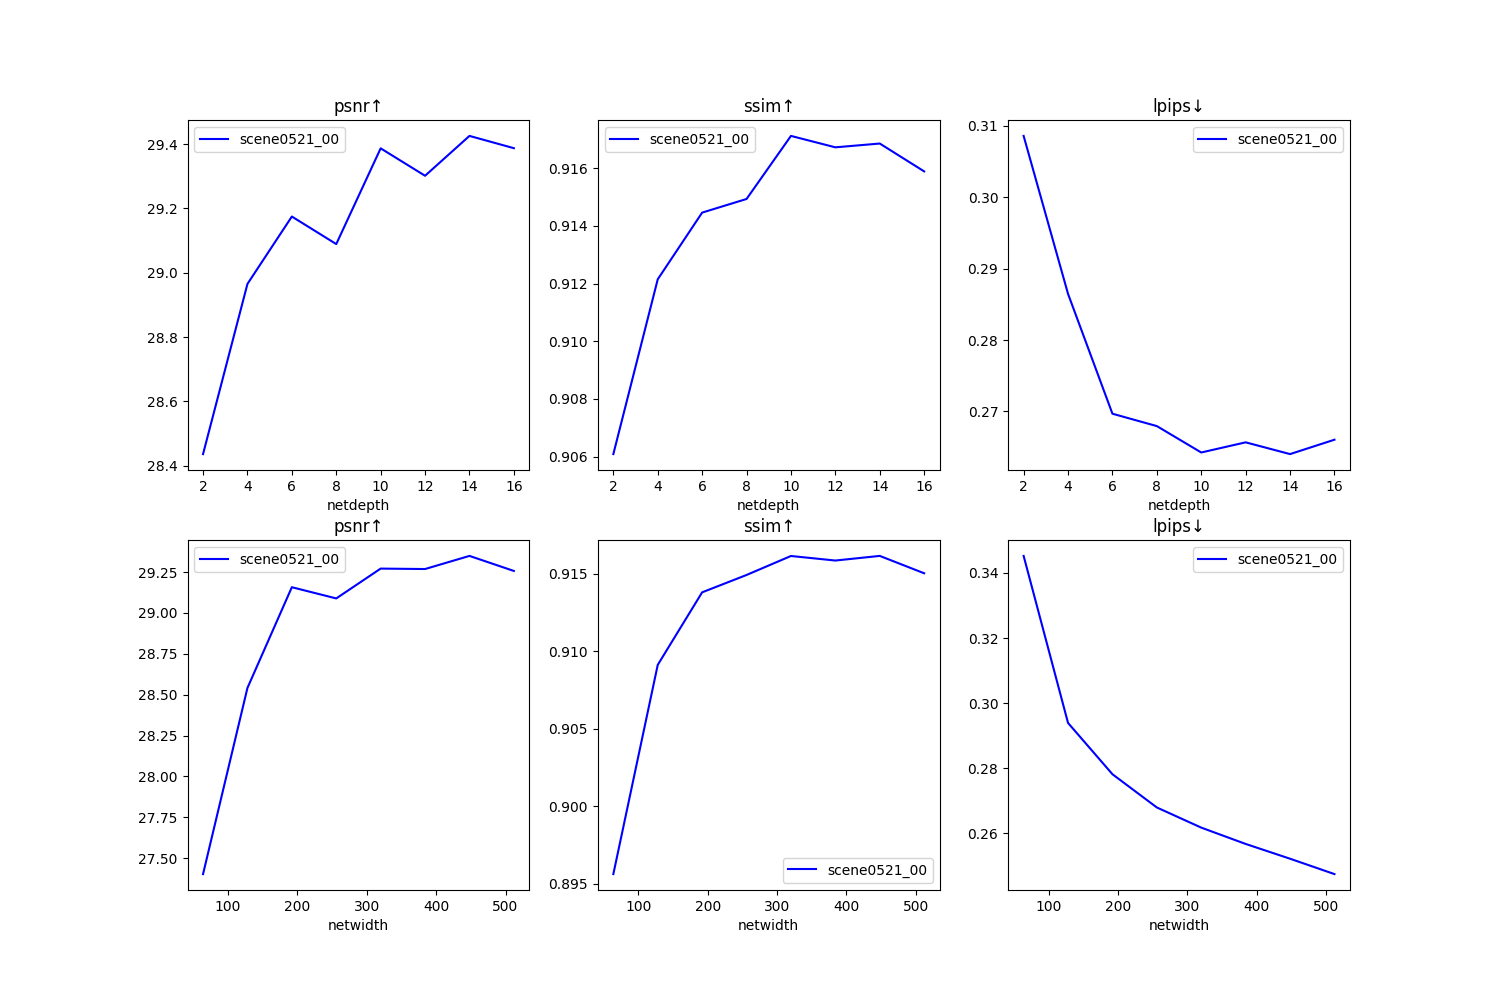 psnr↑ ssim↑ lpips↓
scene0521_00 scene0521_00 scene0521_00
29.4
29.2
29.0
28.8
28.6
28.4
2 4 6 8 10 12 14 16
netdepth
0.916
0.914
0.912
0.910
0.908
0.906
2 4 6 8 10 12 14 16
netdepth
0.31
0.30
0.29
0.28
0.27
2 4 6 8 10 12 14 16
netdepth
psnr↑ ssim↑ lpips↓
scene0521_00
29.25
29.00
28.75
28.50
28.25
28.00
27.75
27.50
100 200 300 400 500
netwidth
0.915
0.910
0.905
0.900
0.895
scene0521_00
100 200 300 400 500
netwidth
scene0521_00
0.34
0.32
0.30
0.28
0.26
100 200 300 400 500
netwidth